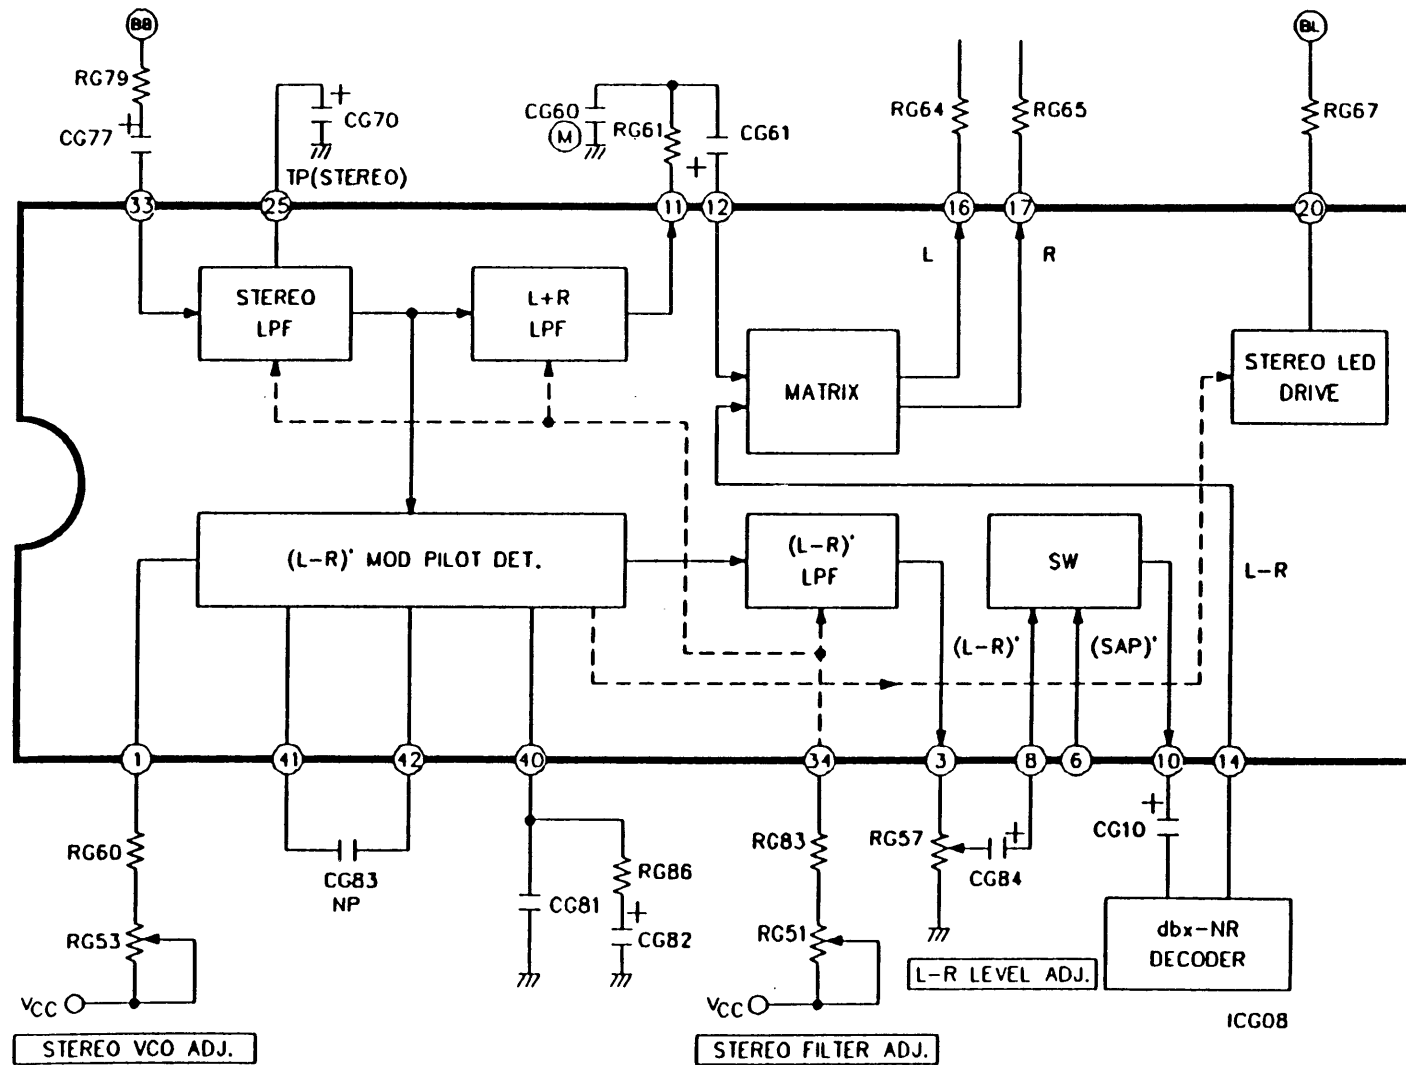 BB
BL
RG79
CG77
CG70
TP(STEREO)
CG60
M
RG61
CG61
RG64
RG65
RG67
33
25
11
12
16
17
20
L
R
STEREO
LPF
L+R
LPF
MATRIX
STEREO LED
DRIVE
(L-R)' MOD PILOT DET.
(L-R)'
LPF
SW
L-R
(L-R)'
(SAP)'
1
41
42
40
34
3
8
6
10
14
RG60
CG83
NP
RG86
CG81
CG82
RG83
RG57
CG84
CG10
RG53
RG51
dbx-NR
DECODER
L-R LEVEL ADJ.
VCC
VCC
ICG08
STEREO VCO ADJ.
STEREO FILTER ADJ.